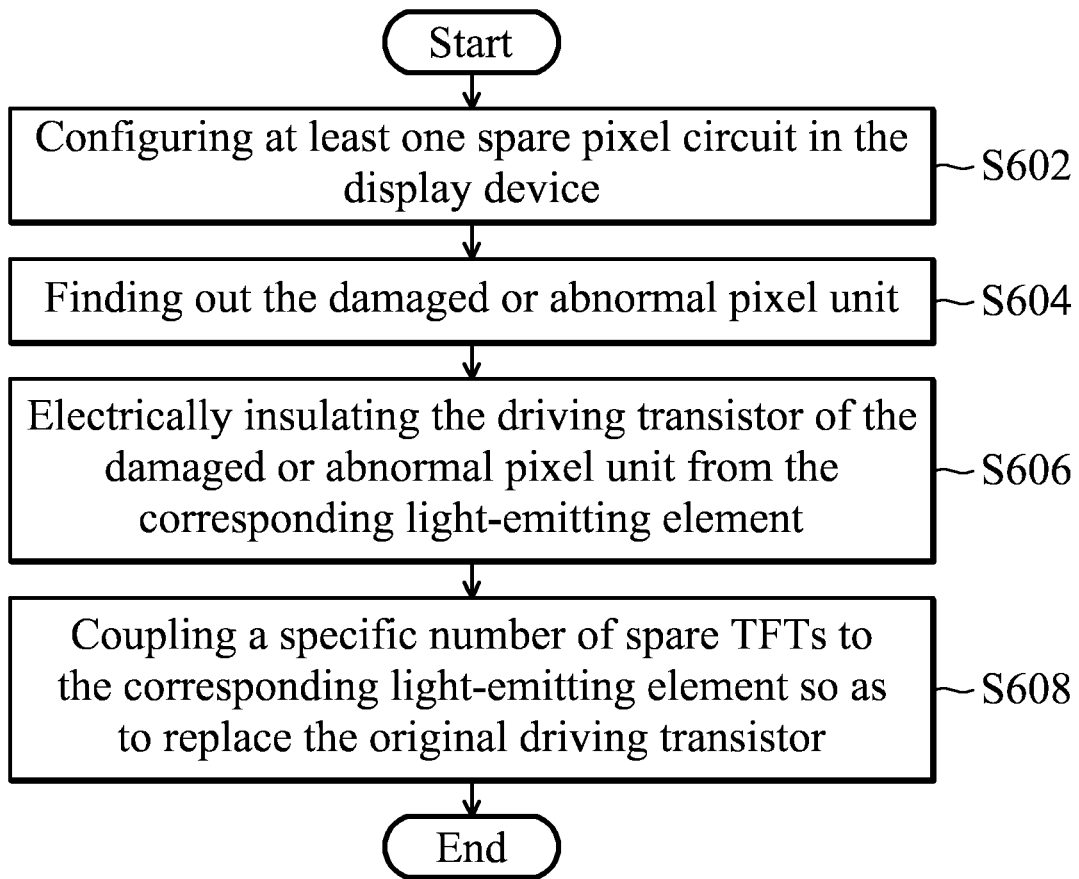 Start
Configuring at least one spare pixel circuit in the
display device
S602
Finding out the damaged or abnormal pixel unit
S604
Electrically insulating the driving transistor of the
damaged or abnormal pixel unit from the
corresponding light-emitting element
S606
Coupling a specific number of spare TFTs to
the corresponding light-emitting element so as
to replace the original driving transistor
S608
End